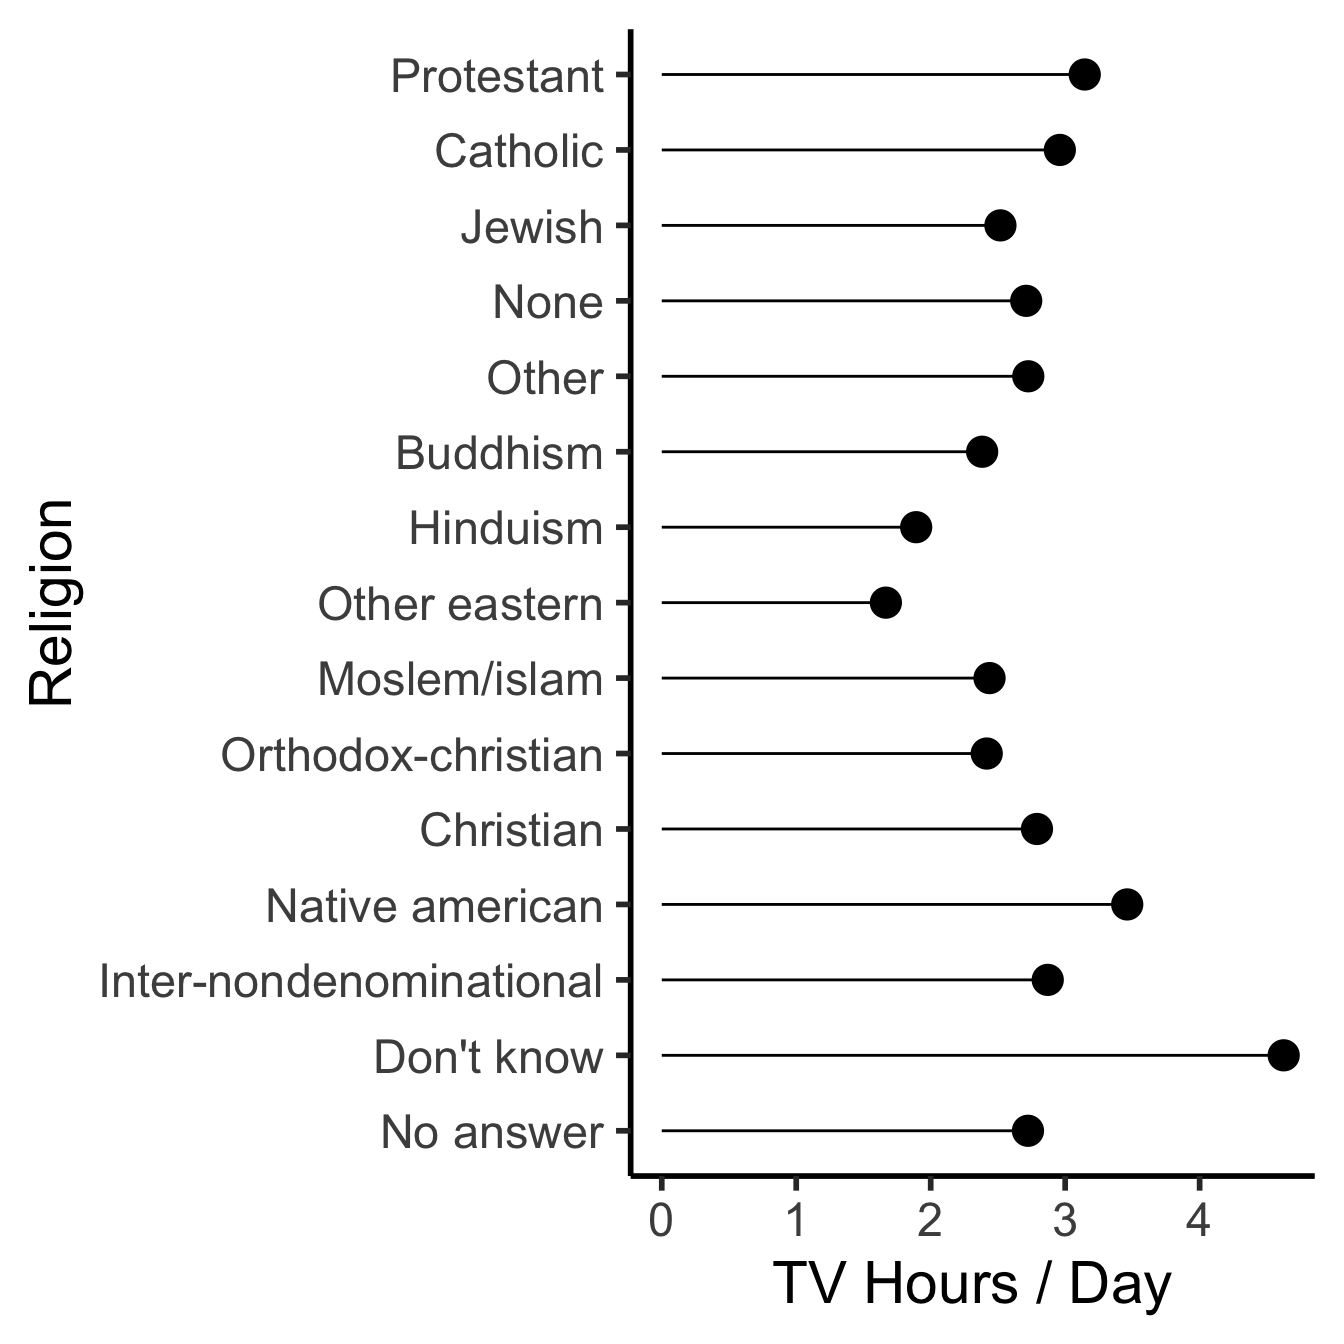 Religion
Protestant
Catholic
Jewish
None
Other
Buddhism
Hinduism
Other eastern
Moslem/islam
Orthodox-christian
Christian
Native american
Inter-nondenominational
Don't know
No answer
0 1 2 3 4
TV Hours / Day